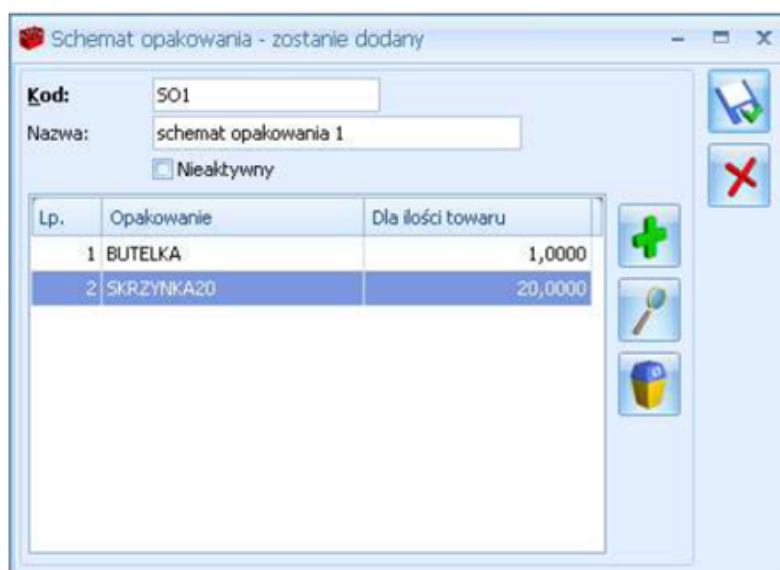 Schemat opakowania - zostanie dodany
Kod: SO1
Nazwa: schemat opakowania 1
Nieaktywny
Lp. Opakowanie Dla ilości towaru
1 BUTELKA 1,0000
2 SKRZYNKA20 20,0000